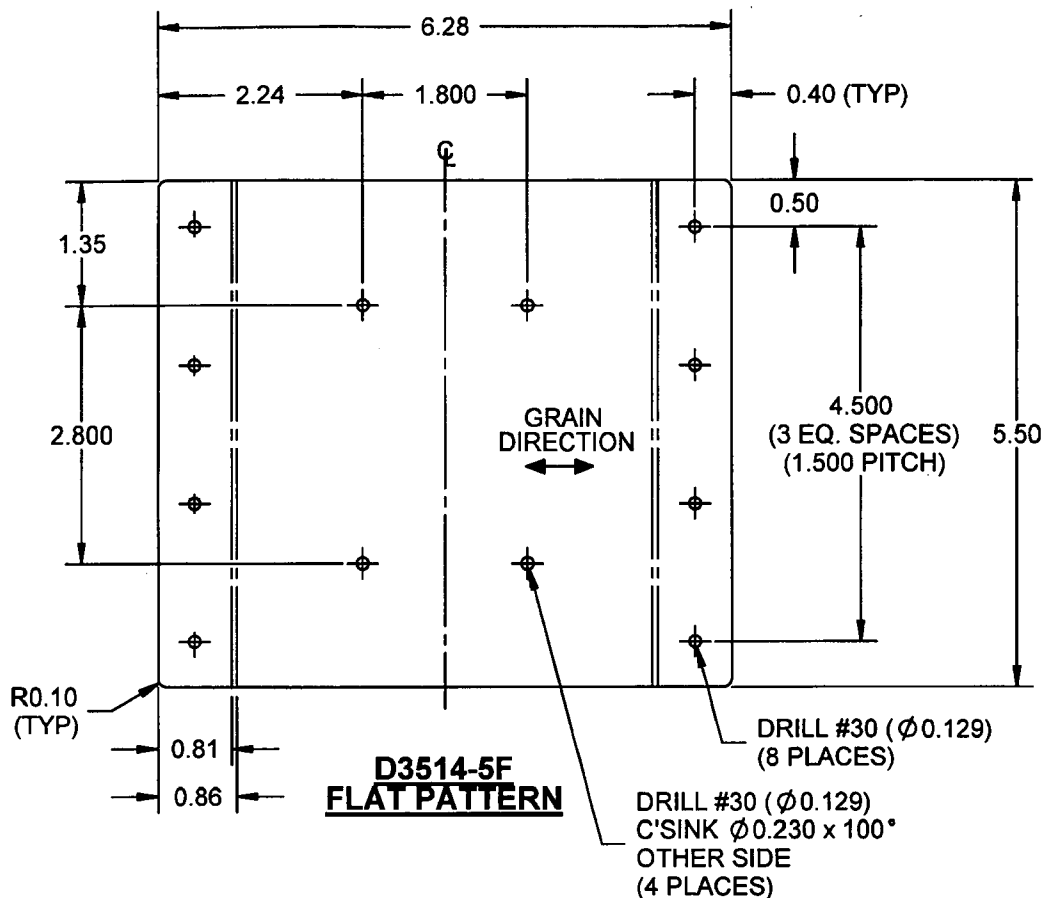 6.28
2.24
1.800
0.40 (TYP)
℄
0.50
1.35
2.800
GRAIN
DIRECTION
4.500
(3 EQ. SPACES)
(1.500 PITCH)
5.50
R0.10
(TYP)
0.81
0.86
D3514-5F
FLAT PATTERN
DRILL #30 (Ø0.129)
(8 PLACES)
DRILL #30 (Ø0.129)
C'SINK Ø0.230 x 100°
OTHER SIDE
(4 PLACES)